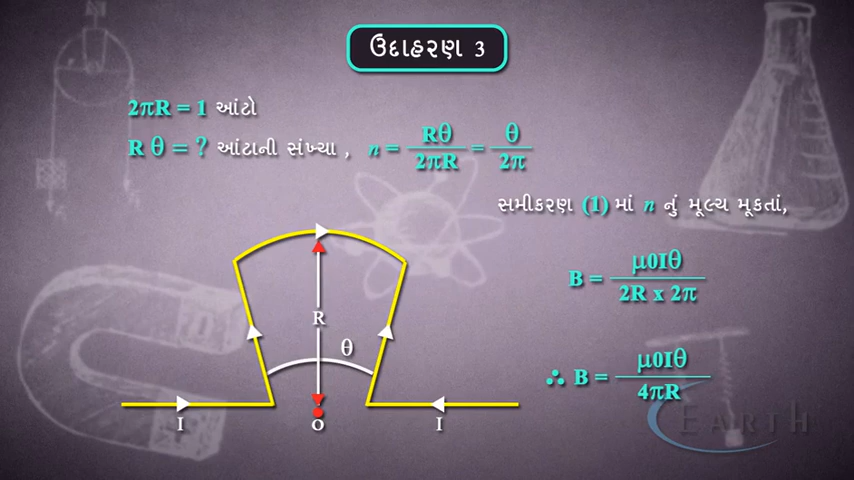 ઉદાહરણ 3
2πR = 1 આંટો
R θ = ? આંટાની સંખ્યા , n = Rθ / 2πR = θ / 2π
સમીકરણ (1) માં n નું મૂલ્ય મૂકતાં,
B = μ0Iθ / 2R x 2π
∴ B = μ0Iθ / 4πR
R
θ
I O I
EARTH